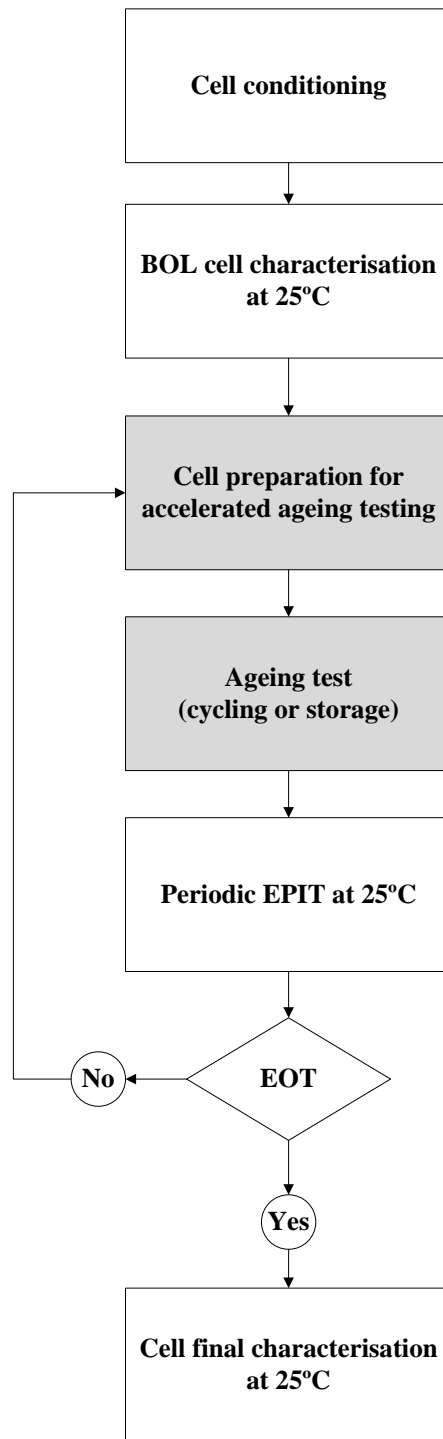 Cell conditioning
BOL cell characterisation
at 25ºC
Cell preparation for
accelerated ageing testing
Ageing test
(cycling or storage)
Periodic EPIT at 25ºC
EOT
No
Yes
Cell final characterisation
at 25ºC